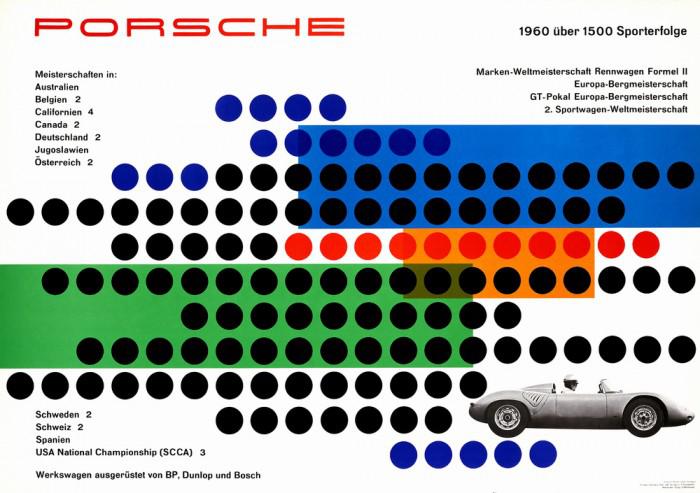 PORSCHE
1960 über 1500 Sporterfolge
Meisterschaften in:
Australien
Belgien 2
Californien 4
Canada 2
Deutschland 2
Jugoslawien
Österreich 2
Marken-Weltmeisterschaft Rennwagen Formel II
Europa-Bergmeisterschaft
GT-Pokal Europa-Bergmeisterschaft
2. Sportwagen-Weltmeisterschaft
Schweden 2
Schweiz 2
Spanien
USA National Championship (SCCA) 3
Werkswagen ausgerüstet von BP, Dunlop und Bosch